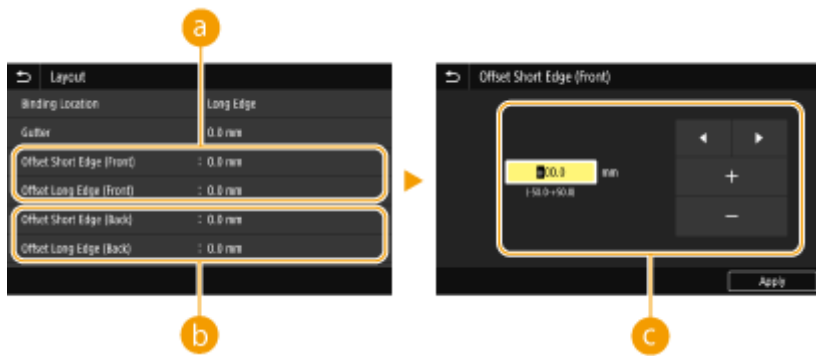 a
Layout
Binding Location Long Edge
Gutter 0.0 mm
Offset Short Edge (Front) : 0.0 mm
Offset Long Edge (Front) : 0.0 mm
Offset Short Edge (Back) : 0.0 mm
Offset Long Edge (Back) : 0.0 mm
b
Offset Short Edge (Front)
00.0 mm
(-50.0-+50.0)
+
−
Apply
c